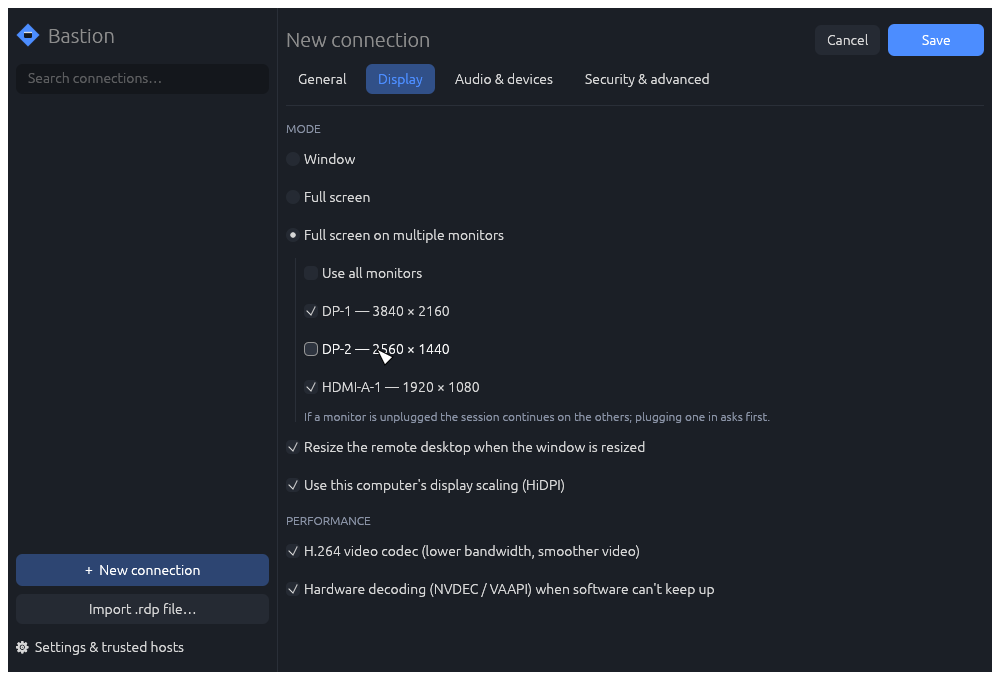 Bastion
Search connections...
+ New connection
Import .rdp file...
Settings & trusted hosts
New connection
Cancel
Save
General
Display
Audio & devices
Security & advanced
MODE
Window
Full screen
Full screen on multiple monitors
Use all monitors
DP-1 — 3840 × 2160
DP-2 — 2560 × 1440
HDMI-A-1 — 1920 × 1080
If a monitor is unplugged the session continues on the others; plugging one in asks first.
Resize the remote desktop when the window is resized
Use this computer's display scaling (HiDPI)
PERFORMANCE
H.264 video codec (lower bandwidth, smoother video)
Hardware decoding (NVDEC / VAAPI) when software can't keep up